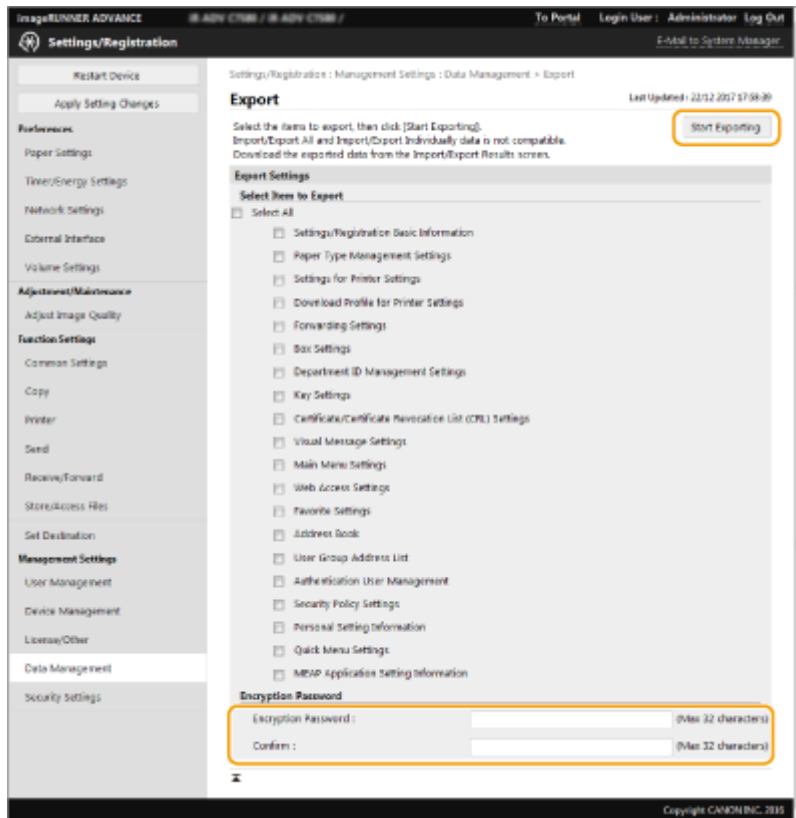 imageRUNNER ADVANCE iR-ADV C7580 / iR-ADV C7580 / To Portal Login User : Administrator Log Out
Settings/Registration E-Mail to System Manager
Restart Device
Apply Setting Changes
Preferences
Paper Settings
Timer/Energy Settings
Network Settings
External Interface
Volume Settings
Adjustment/Maintenance
Adjust Image Quality
Function Settings
Common Settings
Copy
Printer
Send
Receive/Forward
Store/Access Files
Set Destination
Management Settings
User Management
Device Management
License/Other
Data Management
Security Settings
Settings/Registration : Management Settings : Data Management > Export
Export Last Updated : 22/12 2017 17:58:39
Select the items to export, then click [Start Exporting].
Import/Export All and Import/Export Individually data is not compatible.
Download the exported data from the Import/Export Results screen.
Start Exporting
Export Settings
Select Item to Export
Select All
Settings/Registration Basic Information
Paper Type Management Settings
Settings for Printer Settings
Download Profile for Printer Settings
Forwarding Settings
Box Settings
Department ID Management Settings
Key Settings
Certificate/Certificate Revocation List (CRL) Settings
Visual Message Settings
Main Menu Settings
Web Access Settings
Favorite Settings
Address Book
User Group Address List
Authentication User Management
Security Policy Settings
Personal Setting Information
Quick Menu Settings
MEAP Application Setting Information
Encryption Password
Encryption Password : (Max 32 characters)
Confirm : (Max 32 characters)
Copyright CANON INC. 2016